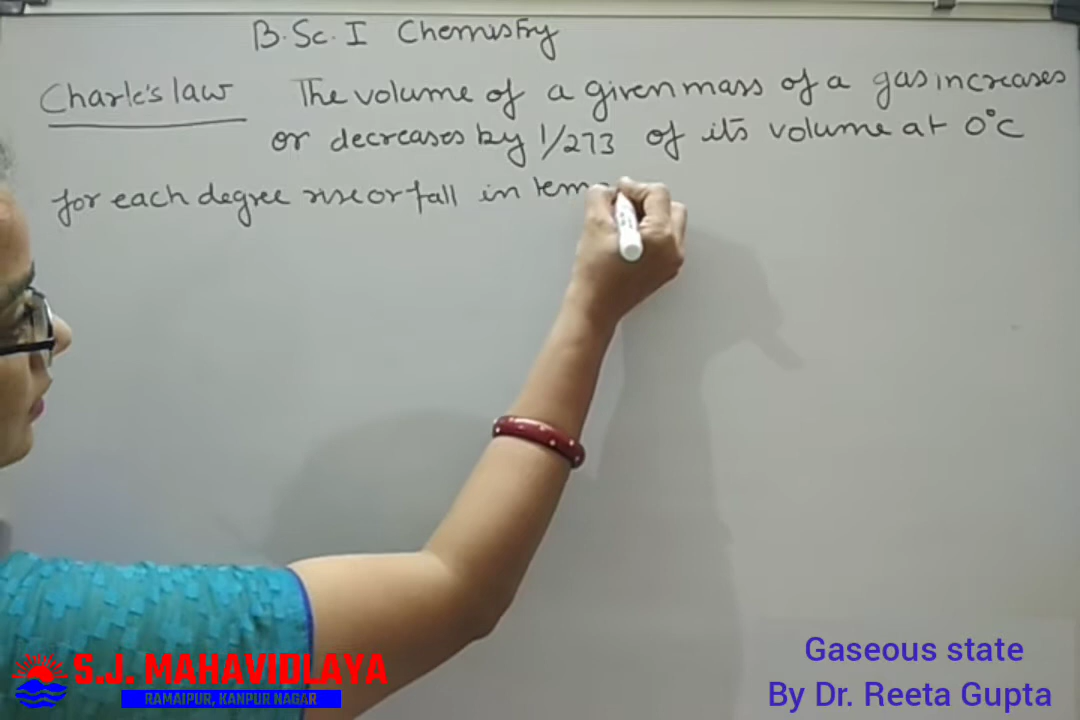 B.Sc. I Chemistry
Charle's law The volume of a given mass of a gas increases
or decreases by 1/273 of its volume at 0°C
for each degree rise or fall in tem
S.J. MAHAVIDLAYA
RAMAIPUR, KANPUR NAGAR
Gaseous state
By Dr. Reeta Gupta